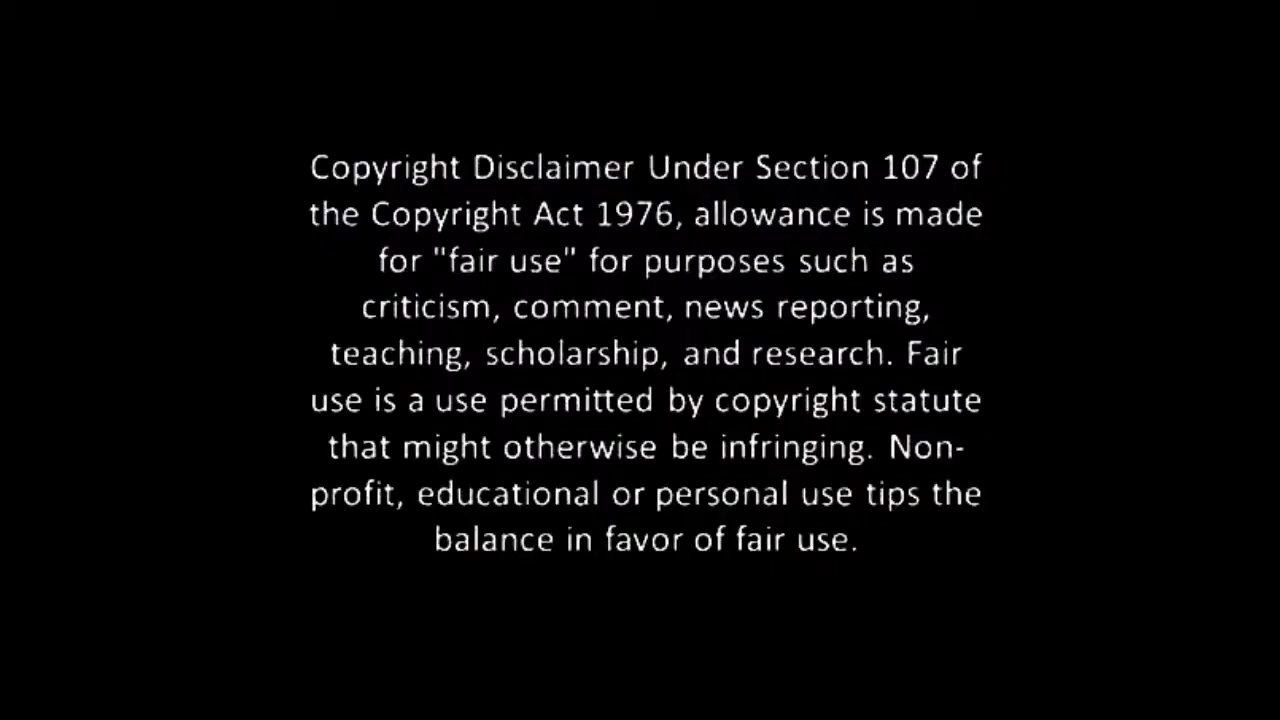 Copyright Disclaimer Under Section 107 of
the Copyright Act 1976, allowance is made
for "fair use" for purposes such as
criticism, comment, news reporting,
teaching, scholarship, and research. Fair
use is a use permitted by copyright statute
that might otherwise be infringing. Non-
profit, educational or personal use tips the
balance in favor of fair use.